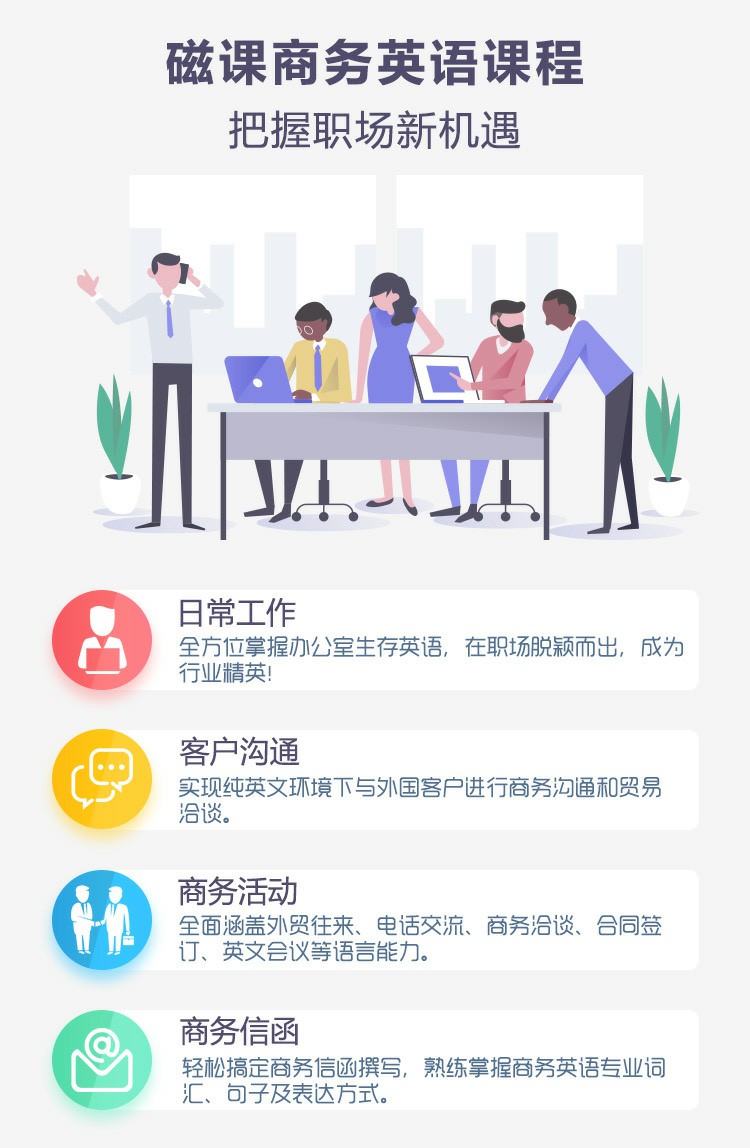 磁课商务英语课程
把握职场新机遇
日常工作
全方位掌握办公室生存英语，在职场脱颖而出，成为
行业精英!
客户沟通
实现纯英文环境下与外国客户进行商务沟通和贸易
洽谈。
商务活动
全面涵盖外贸往来、电话交流、商务洽谈、合同签
订、英文会议等语言能力。
商务信函
轻松搞定商务信函撰写，熟练掌握商务英语专业词
汇、句子及表达方式。